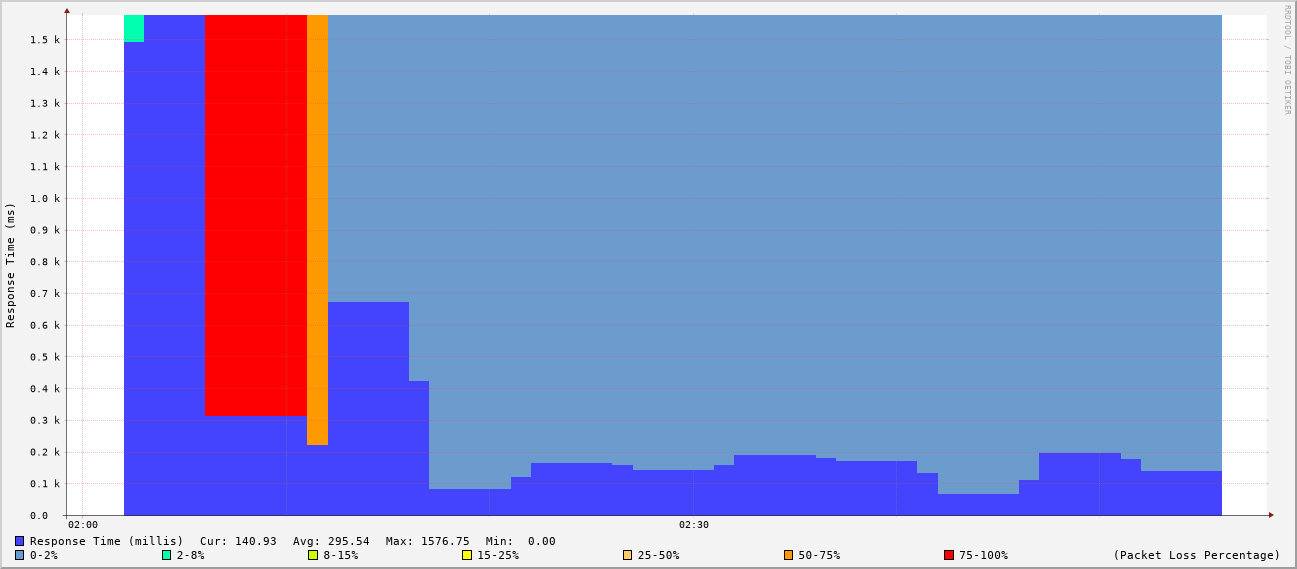 RRDTOOL / TOBI OETIKER
Response Time (ms)
1.5 k
1.4 k
1.3 k
1.2 k
1.1 k
1.0 k
0.9 k
0.8 k
0.7 k
0.6 k
0.5 k
0.4 k
0.3 k
0.2 k
0.1 k
0.0
02:00 02:30
Response Time (millis) Cur: 140.93 Avg: 295.54 Max: 1576.75 Min: 0.00
0-2% 2-8% 8-15% 15-25% 25-50% 50-75% 75-100% (Packet Loss Percentage)